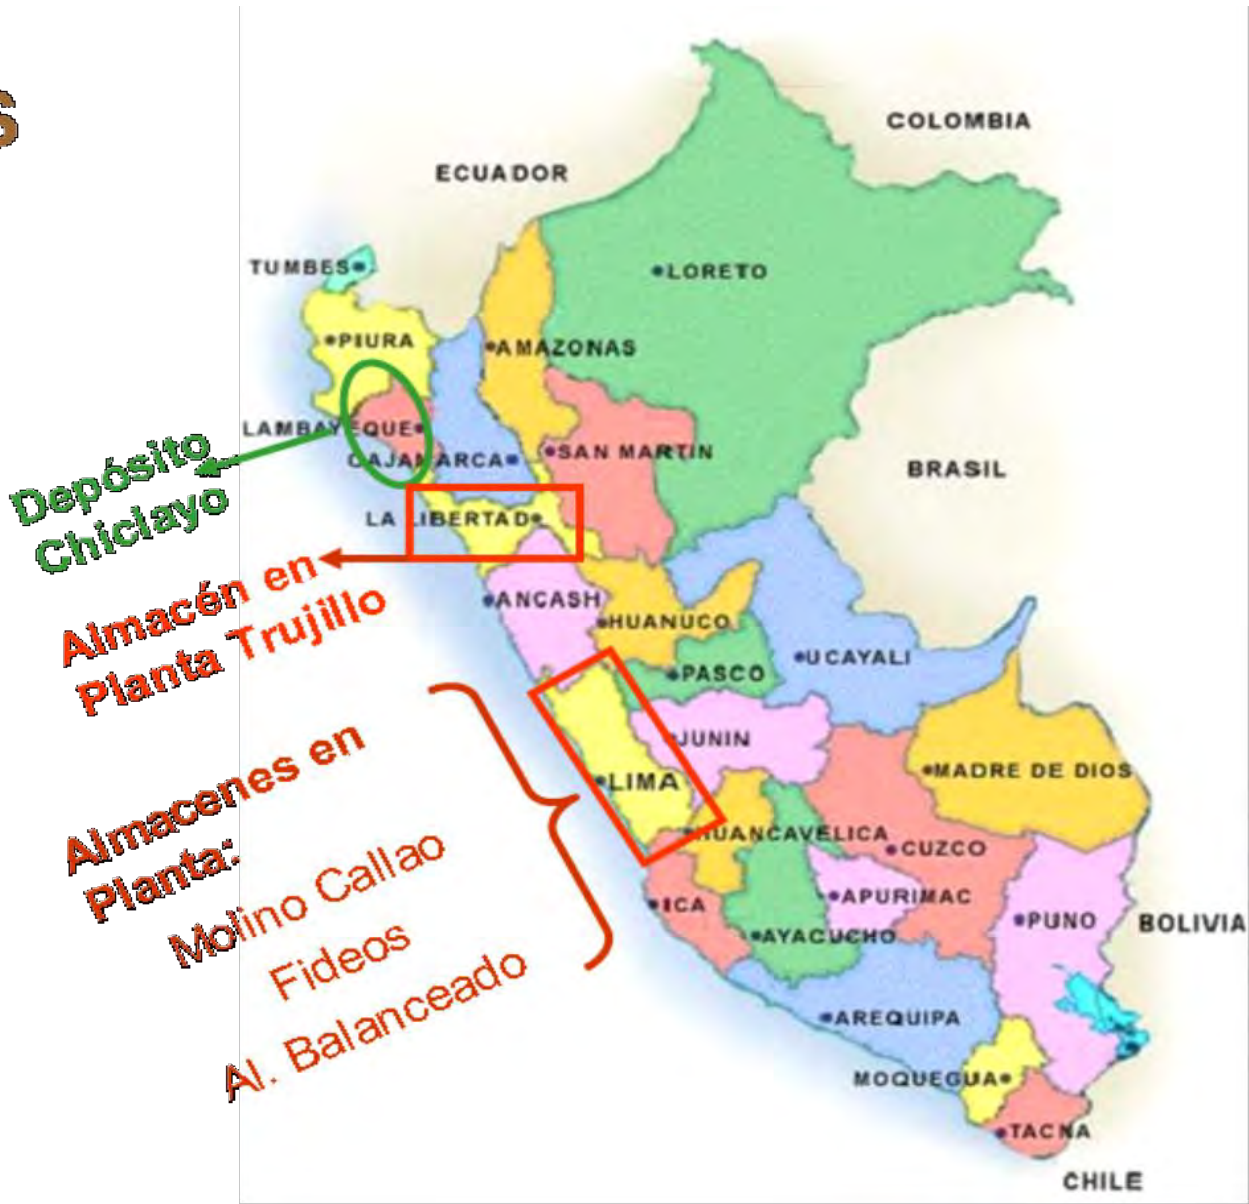 S
COLOMBIA
ECUADOR
TUMBES
LORETO
PIURA
AMAZONAS
LAMBAYEQUE
CAJAMARCA
SAN MARTIN
BRASIL
Depósito
Chiclayo
LA LIBERTAD
Almacén en
Planta Trujillo
ANCASH
HUANUCO
PASCO
UCAYALI
JUNIN
LIMA
MADRE DE DIOS
Almacenes en
Planta:
Molino Callao
Fideos
Al. Balanceado
HUANCAVELICA
CUZCO
ICA
APURIMAC
AYACUCHO
PUNO
BOLIVIA
AREQUIPA
MOQUEGUA
TACNA
CHILE